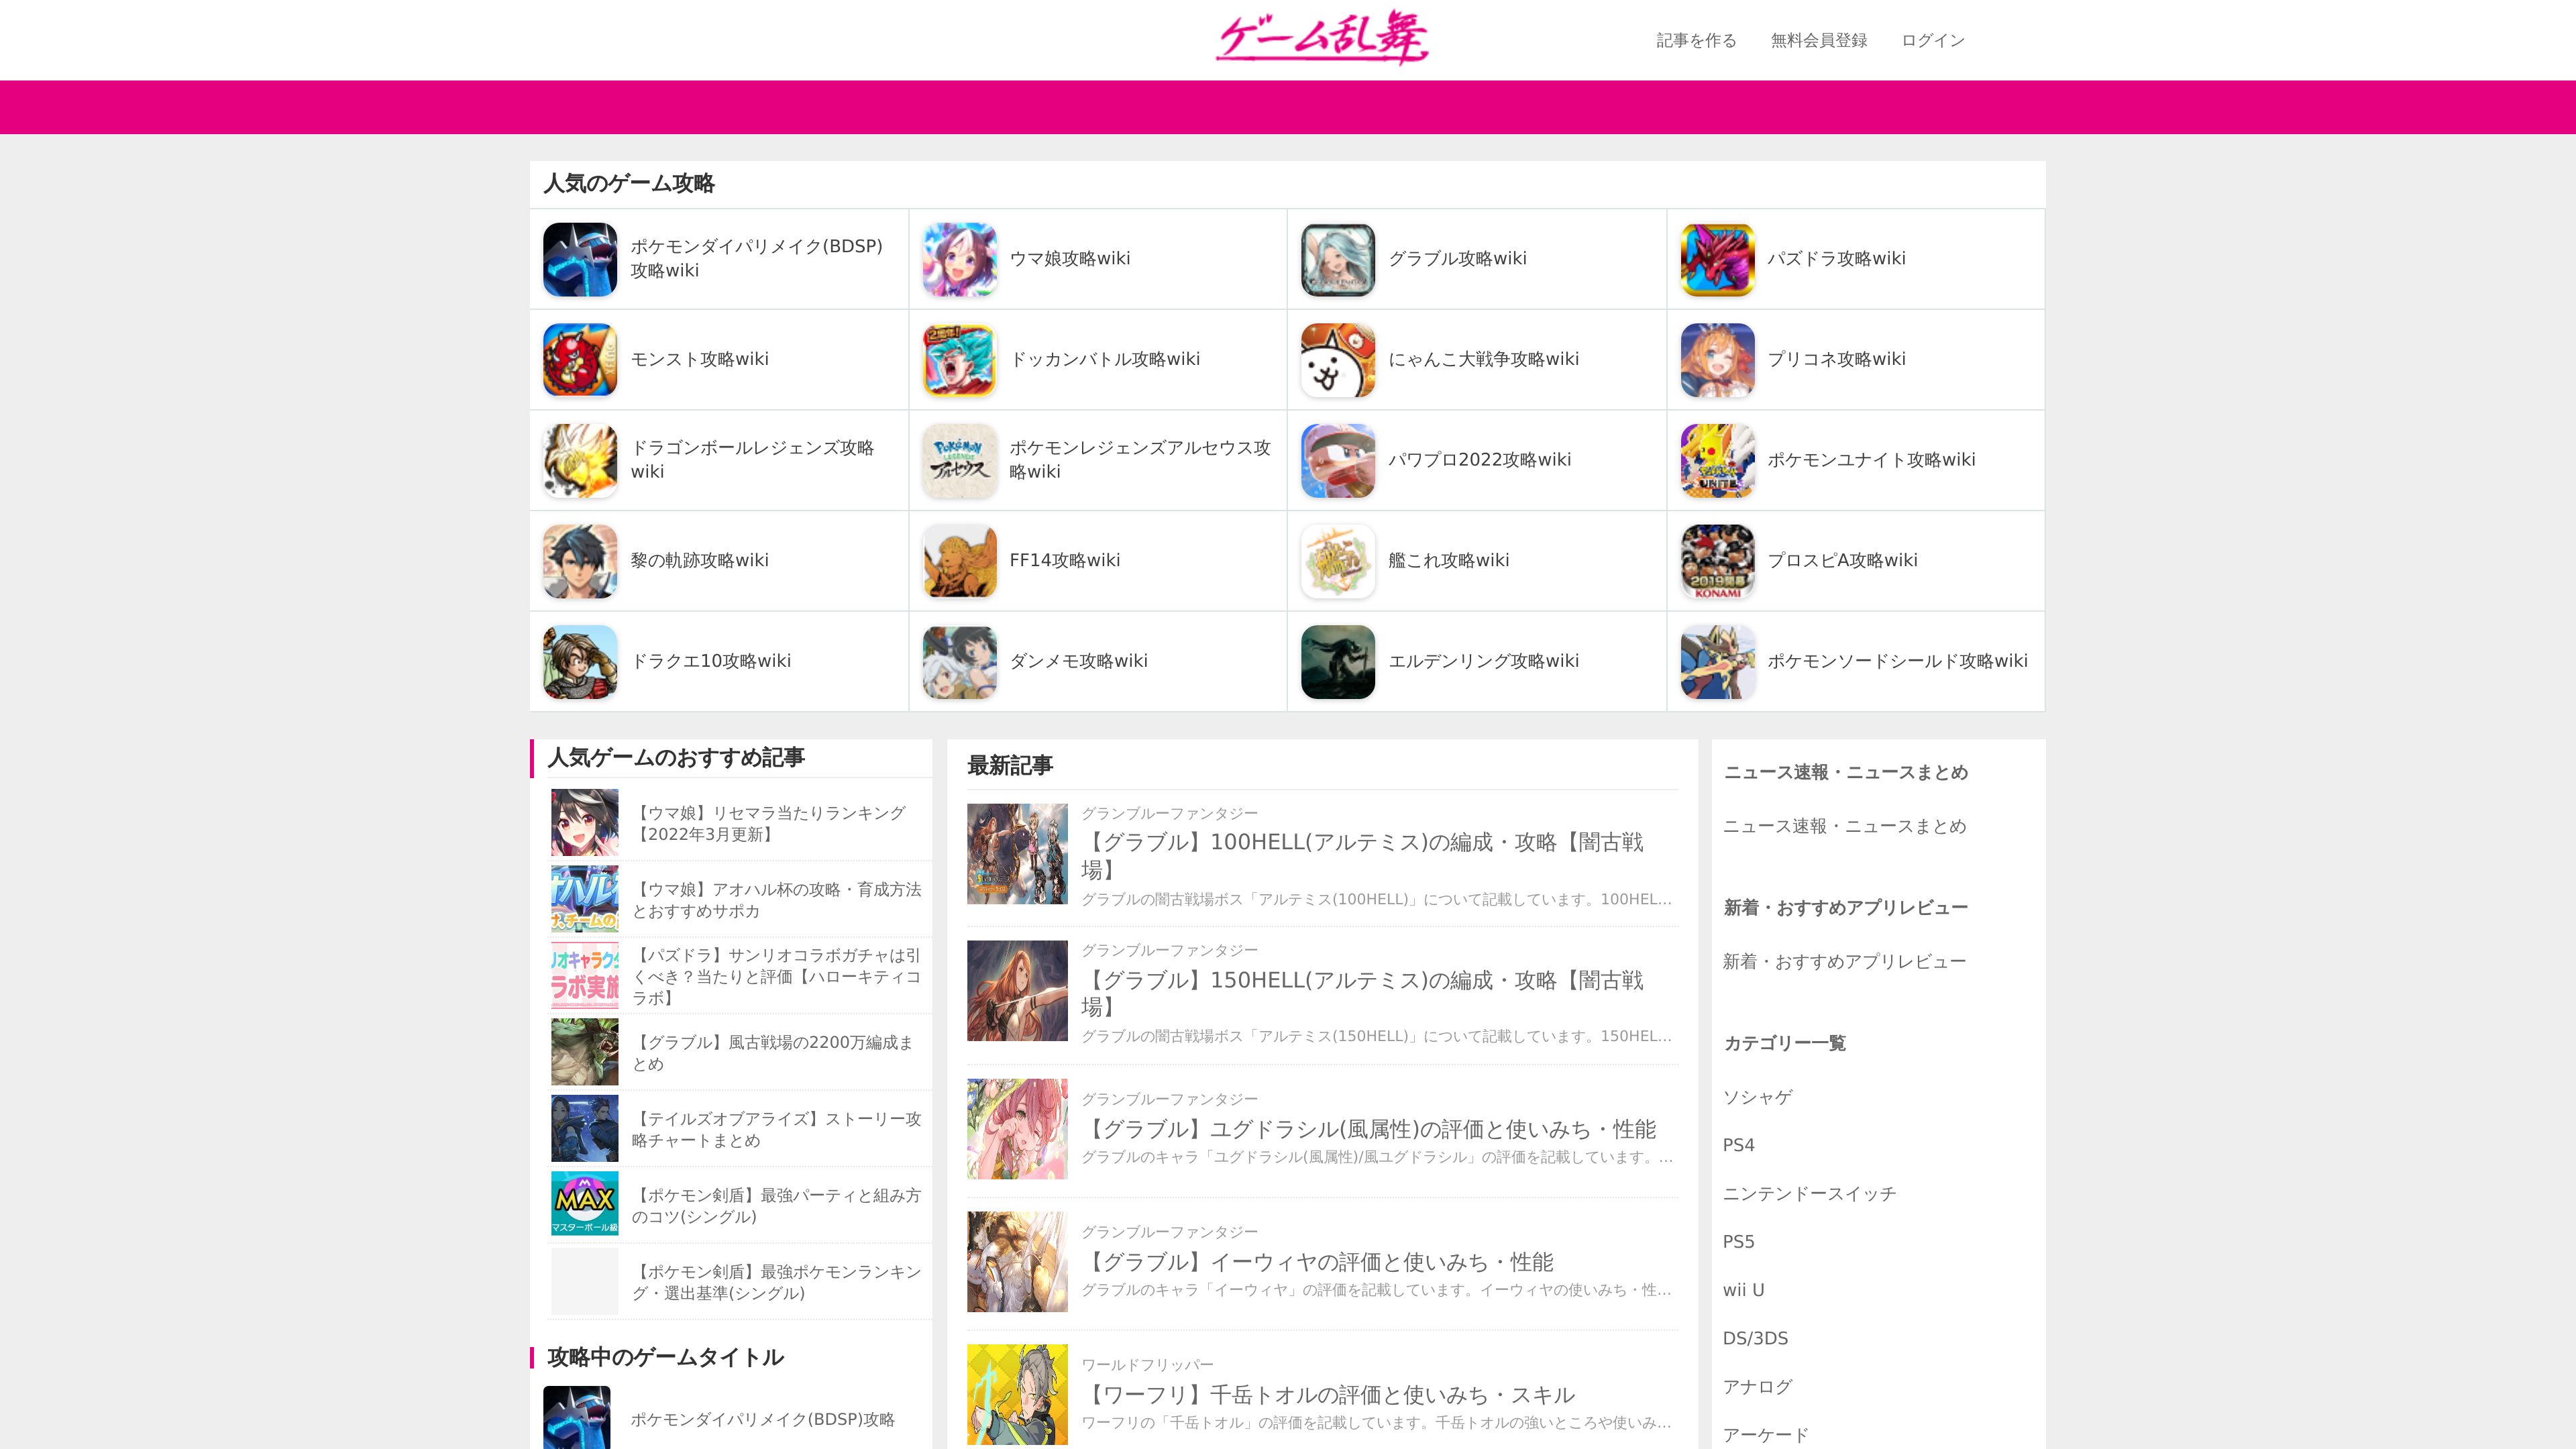 ゲーム乱舞
記事を作る
無料会員登録
ログイン
人気のゲーム攻略
ポケモンダイパリメイク(BDSP)
攻略wiki
ウマ娘攻略wiki
グラブル攻略wiki
パズドラ攻略wiki
モンスト攻略wiki
ドッカンバトル攻略wiki
にゃんこ大戦争攻略wiki
プリコネ攻略wiki
ドラゴンボールレジェンズ攻略
wiki
ポケモンレジェンズアルセウス攻
略wiki
パワプロ2022攻略wiki
ポケモンユナイト攻略wiki
黎の軌跡攻略wiki
FF14攻略wiki
艦これ攻略wiki
プロスピA攻略wiki
2019開幕
KONAMI
ドラクエ10攻略wiki
ダンメモ攻略wiki
エルデンリング攻略wiki
ポケモンソードシールド攻略wiki
人気ゲームのおすすめ記事
【ウマ娘】リセマラ当たりランキング
【2022年3月更新】
【ウマ娘】アオハル杯の攻略・育成方法
とおすすめサポカ
【パズドラ】サンリオコラボガチャは引
くべき？当たりと評価【ハローキティコ
ラボ】
【グラブル】風古戦場の2200万編成ま
とめ
【テイルズオブアライズ】ストーリー攻
略チャートまとめ
MAX
マスターボール級
【ポケモン剣盾】最強パーティと組み方
のコツ(シングル)
【ポケモン剣盾】最強ポケモンランキン
グ・選出基準(シングル)
攻略中のゲームタイトル
ポケモンダイパリメイク(BDSP)攻略
最新記事
グランブルーファンタジー
【グラブル】100HELL(アルテミス)の編成・攻略【闇古戦
場】
グラブルの闇古戦場ボス「アルテミス(100HELL)」について記載しています。100HEL...
グランブルーファンタジー
【グラブル】150HELL(アルテミス)の編成・攻略【闇古戦
場】
グラブルの闇古戦場ボス「アルテミス(150HELL)」について記載しています。150HEL...
グランブルーファンタジー
【グラブル】ユグドラシル(風属性)の評価と使いみち・性能
グラブルのキャラ「ユグドラシル(風属性)/風ユグドラシル」の評価を記載しています。...
グランブルーファンタジー
【グラブル】イーウィヤの評価と使いみち・性能
グラブルのキャラ「イーウィヤ」の評価を記載しています。イーウィヤの使いみち・性...
ワールドフリッパー
【ワーフリ】千岳トオルの評価と使いみち・スキル
ワーフリの「千岳トオル」の評価を記載しています。千岳トオルの強いところや使いみ...
ニュース速報・ニュースまとめ
ニュース速報・ニュースまとめ
新着・おすすめアプリレビュー
新着・おすすめアプリレビュー
カテゴリー一覧
ソシャゲ
PS4
ニンテンドースイッチ
PS5
wii U
DS/3DS
アナログ
アーケード